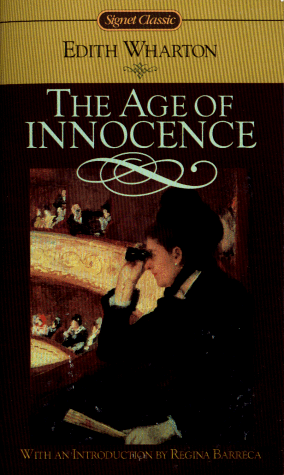 Signet Classic
EDITH WHARTON
THE AGE OF
INNOCENCE
WITH AN INTRODUCTION BY REGINA BARRECA